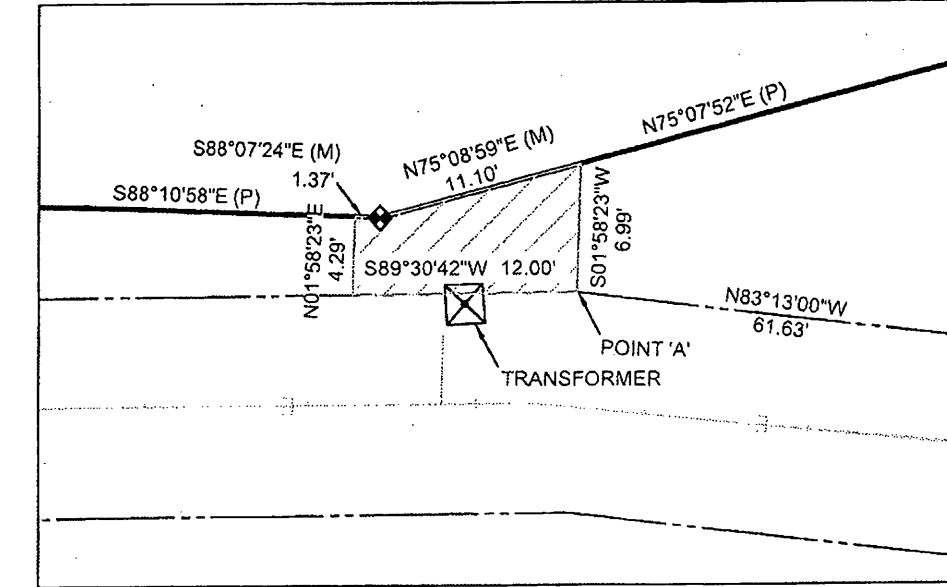 N75°07'52"E (P)
S88°07'24"E (M)
1.37'
N75°08'59"E (M)
11.10'
S88°10'58"E (P)
N01°58'23"E
4.29'
S89°30'42"W 12.00'
S01°58'23"W
6.99'
N83°13'00"W
61.63'
POINT 'A'
TRANSFORMER